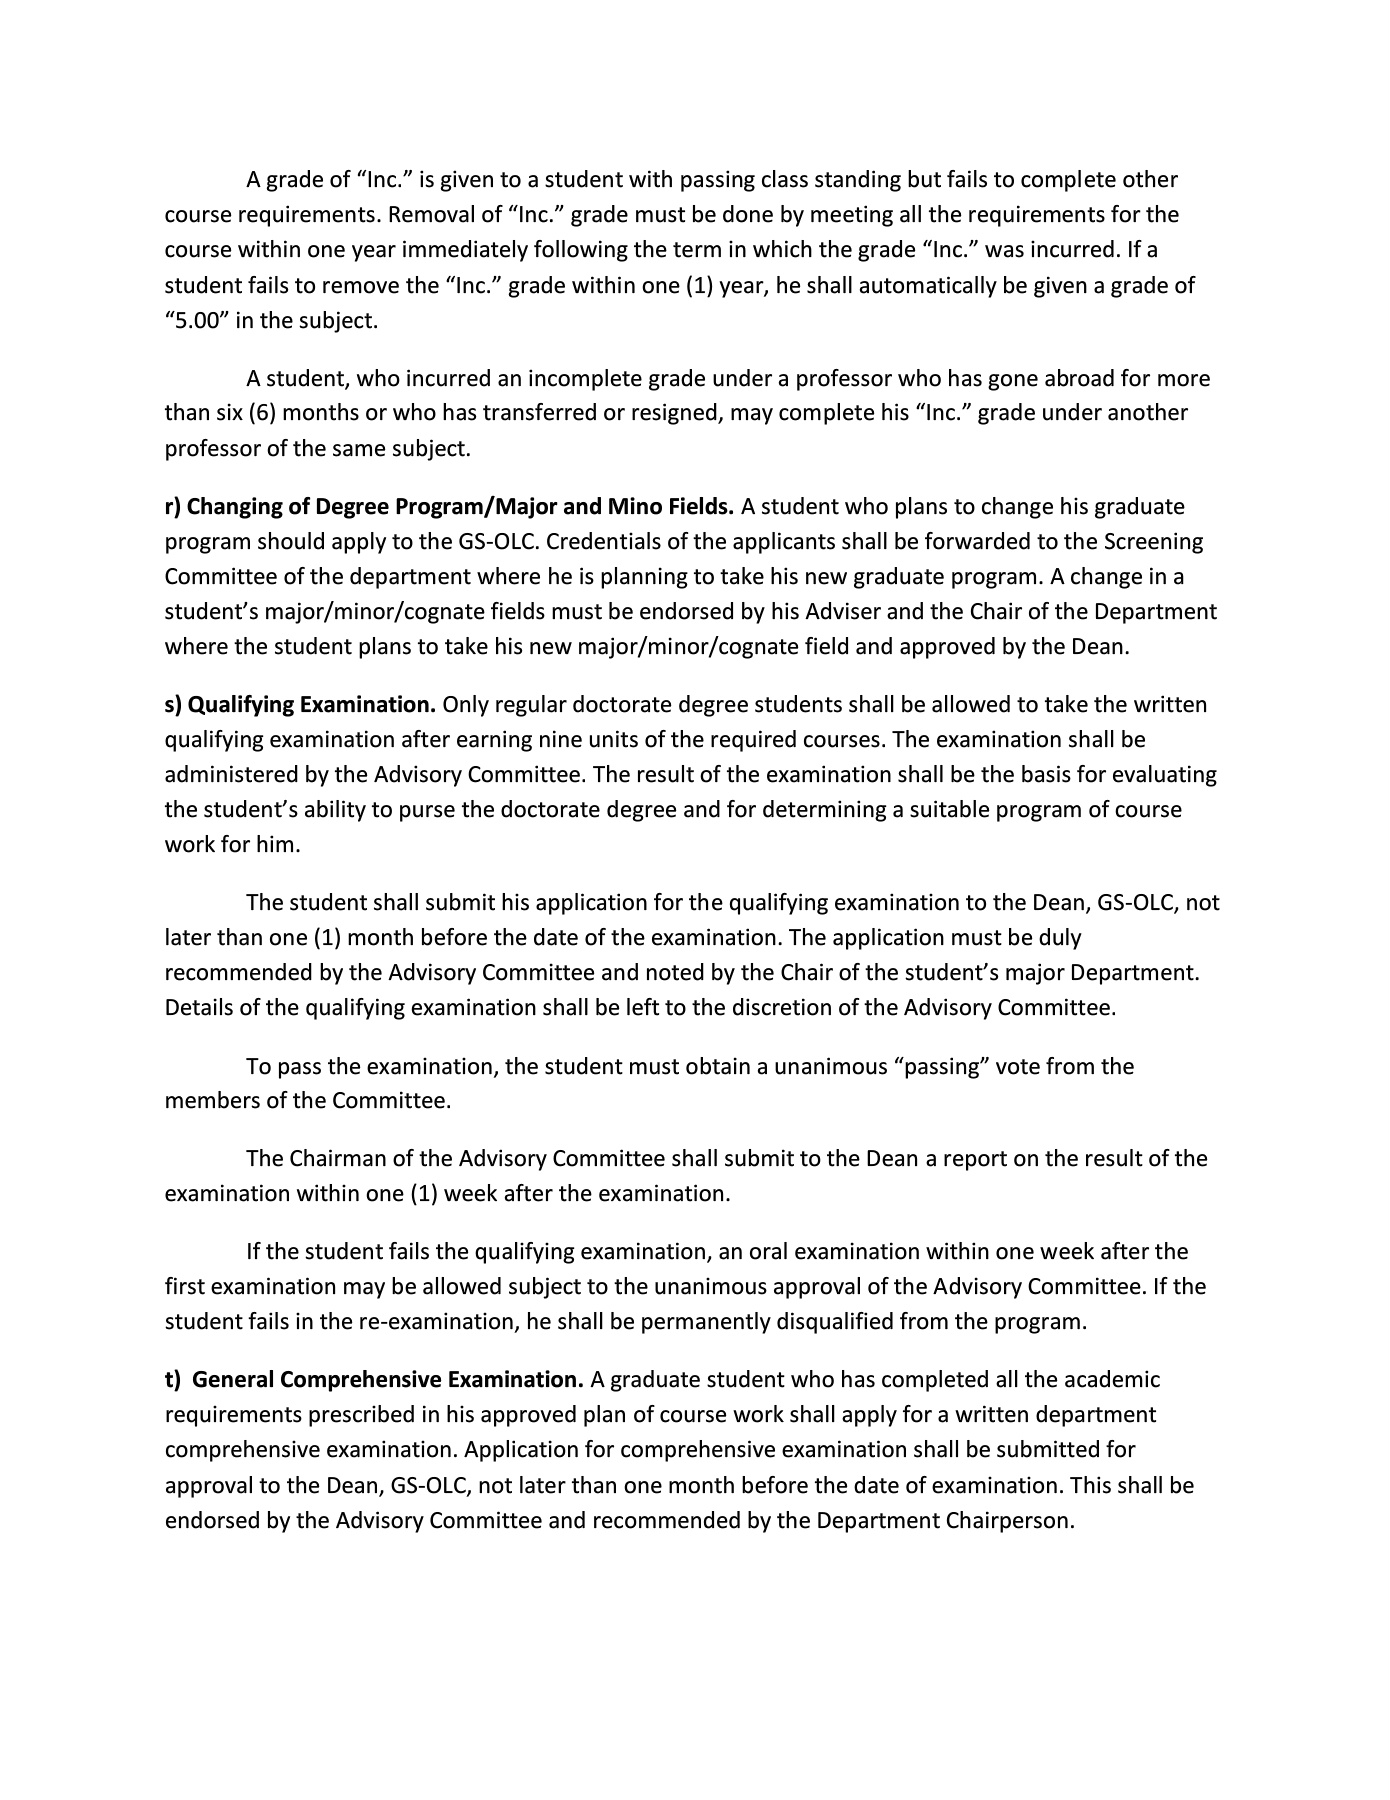 A grade of “Inc.” is given to a student with passing class standing but fails to complete other
course requirements. Removal of “Inc.” grade must be done by meeting all the requirements for the
course within one year immediately following the term in which the grade “Inc.” was incurred. If a
student fails to remove the “Inc.” grade within one (1) year, he shall automatically be given a grade of
“5.00” in the subject.
A student, who incurred an incomplete grade under a professor who has gone abroad for more
than six (6) months or who has transferred or resigned, may complete his “Inc.” grade under another
professor of the same subject.
r) Changing of Degree Program/Major and Mino Fields. A student who plans to change his graduate
program should apply to the GS-OLC. Credentials of the applicants shall be forwarded to the Screening
Committee of the department where he is planning to take his new graduate program. A change in a
student’s major/minor/cognate fields must be endorsed by his Adviser and the Chair of the Department
where the student plans to take his new major/minor/cognate field and approved by the Dean.
s) Qualifying Examination. Only regular doctorate degree students shall be allowed to take the written
qualifying examination after earning nine units of the required courses. The examination shall be
administered by the Advisory Committee. The result of the examination shall be the basis for evaluating
the student’s ability to purse the doctorate degree and for determining a suitable program of course
work for him.
The student shall submit his application for the qualifying examination to the Dean, GS-OLC, not
later than one (1) month before the date of the examination. The application must be duly
recommended by the Advisory Committee and noted by the Chair of the student’s major Department.
Details of the qualifying examination shall be left to the discretion of the Advisory Committee.
To pass the examination, the student must obtain a unanimous “passing” vote from the
members of the Committee.
The Chairman of the Advisory Committee shall submit to the Dean a report on the result of the
examination within one (1) week after the examination.
If the student fails the qualifying examination, an oral examination within one week after the
first examination may be allowed subject to the unanimous approval of the Advisory Committee. If the
student fails in the re-examination, he shall be permanently disqualified from the program.
t)  General Comprehensive Examination. A graduate student who has completed all the academic
requirements prescribed in his approved plan of course work shall apply for a written department
comprehensive examination. Application for comprehensive examination shall be submitted for
approval to the Dean, GS-OLC, not later than one month before the date of examination. This shall be
endorsed by the Advisory Committee and recommended by the Department Chairperson.